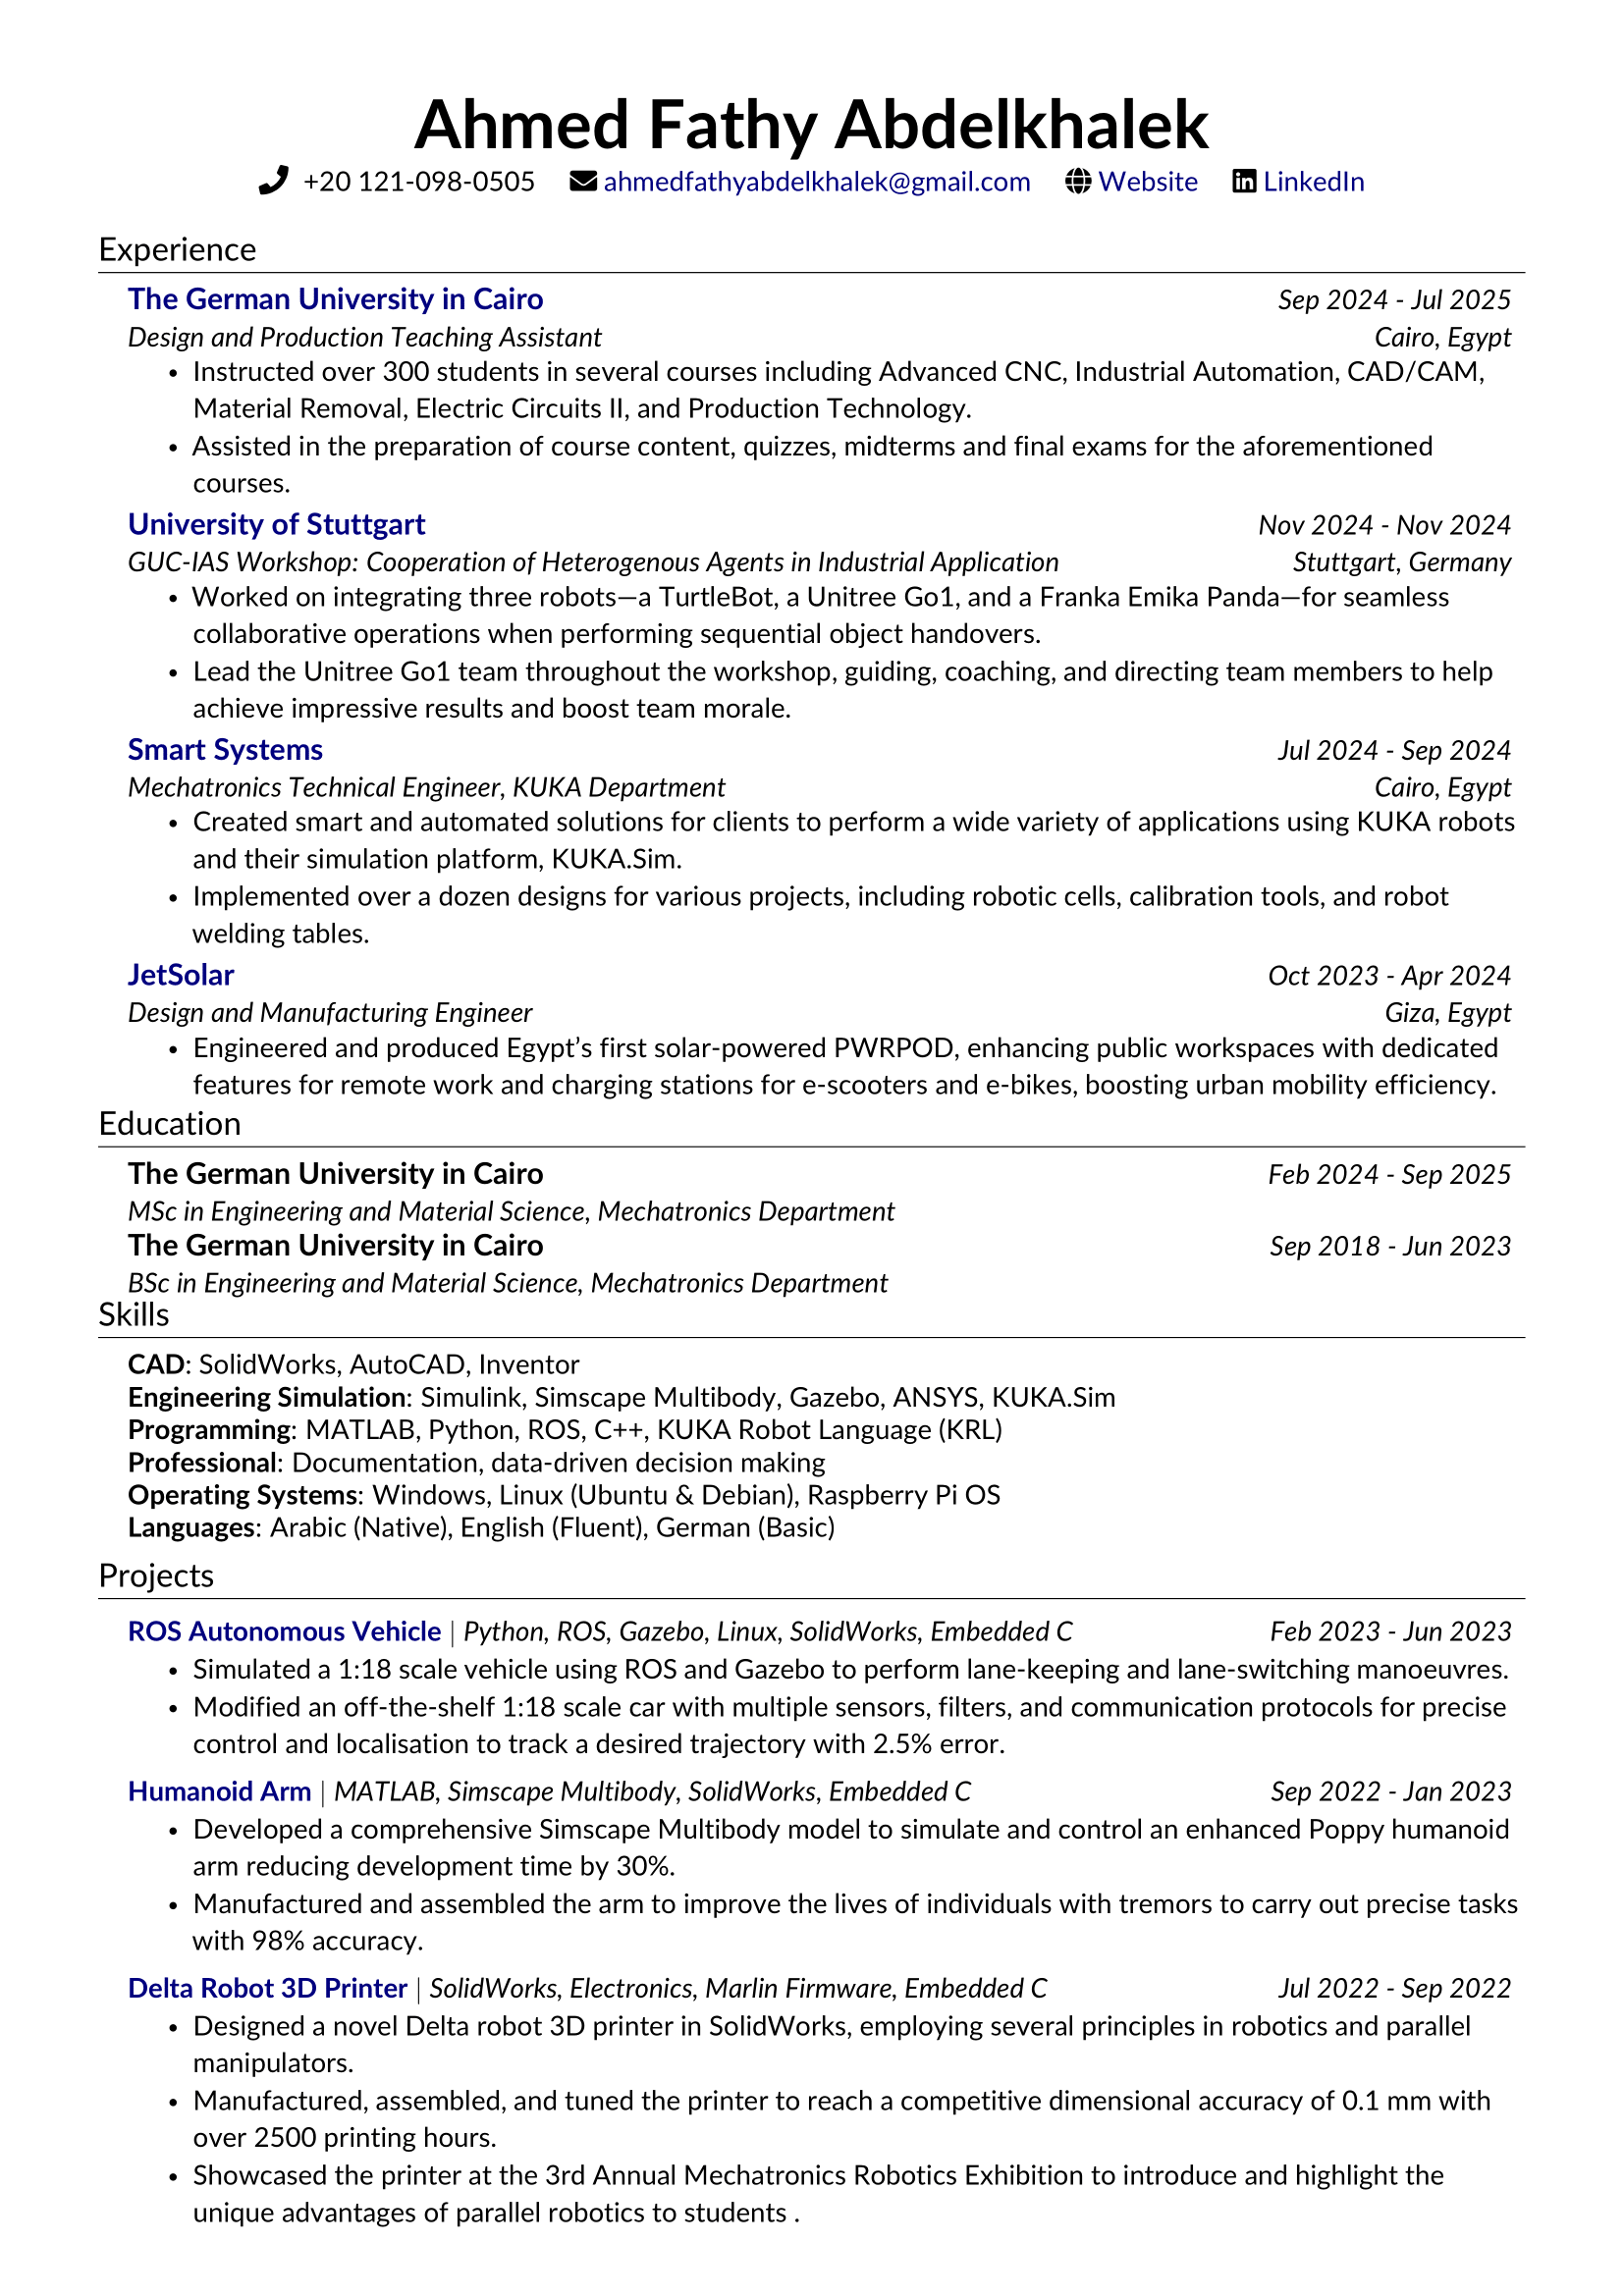 Ahmed Fathy Abdelkhalek
+20 121-098-0505 ahmedfathyabdelkhalek@gmail.com Website LinkedIn
Experience
The German University in Cairo Sep 2024 - Jul 2025
Design and Production Teaching Assistant Cairo, Egypt
• Instructed over 300 students in several courses including Advanced CNC, Industrial Automation, CAD/CAM,
Material Removal, Electric Circuits II, and Production Technology.
• Assisted in the preparation of course content, quizzes, midterms and final exams for the aforementioned
courses.
University of Stuttgart Nov 2024 - Nov 2024
GUC-IAS Workshop: Cooperation of Heterogenous Agents in Industrial Application Stuttgart, Germany
• Worked on integrating three robots—a TurtleBot, a Unitree Go1, and a Franka Emika Panda—for seamless
collaborative operations when performing sequential object handovers.
• Lead the Unitree Go1 team throughout the workshop, guiding, coaching, and directing team members to help
achieve impressive results and boost team morale.
Smart Systems Jul 2024 - Sep 2024
Mechatronics Technical Engineer, KUKA Department Cairo, Egypt
• Created smart and automated solutions for clients to perform a wide variety of applications using KUKA robots
and their simulation platform, KUKA.Sim.
• Implemented over a dozen designs for various projects, including robotic cells, calibration tools, and robot
welding tables.
JetSolar Oct 2023 - Apr 2024
Design and Manufacturing Engineer Giza, Egypt
• Engineered and produced Egypt’s first solar-powered PWRPOD, enhancing public workspaces with dedicated
features for remote work and charging stations for e-scooters and e-bikes, boosting urban mobility efficiency.
Education
The German University in Cairo Feb 2024 - Sep 2025
MSc in Engineering and Material Science, Mechatronics Department
The German University in Cairo Sep 2018 - Jun 2023
BSc in Engineering and Material Science, Mechatronics Department
Skills
CAD: SolidWorks, AutoCAD, Inventor
Engineering Simulation: Simulink, Simscape Multibody, Gazebo, ANSYS, KUKA.Sim
Programming: MATLAB, Python, ROS, C++, KUKA Robot Language (KRL)
Professional: Documentation, data-driven decision making
Operating Systems: Windows, Linux (Ubuntu & Debian), Raspberry Pi OS
Languages: Arabic (Native), English (Fluent), German (Basic)
Projects
ROS Autonomous Vehicle | Python, ROS, Gazebo, Linux, SolidWorks, Embedded C Feb 2023 - Jun 2023
• Simulated a 1:18 scale vehicle using ROS and Gazebo to perform lane-keeping and lane-switching manoeuvres.
• Modified an off-the-shelf 1:18 scale car with multiple sensors, filters, and communication protocols for precise
control and localisation to track a desired trajectory with 2.5% error.
Humanoid Arm | MATLAB, Simscape Multibody, SolidWorks, Embedded C Sep 2022 - Jan 2023
• Developed a comprehensive Simscape Multibody model to simulate and control an enhanced Poppy humanoid
arm reducing development time by 30%.
• Manufactured and assembled the arm to improve the lives of individuals with tremors to carry out precise tasks
with 98% accuracy.
Delta Robot 3D Printer | SolidWorks, Electronics, Marlin Firmware, Embedded C Jul 2022 - Sep 2022
• Designed a novel Delta robot 3D printer in SolidWorks, employing several principles in robotics and parallel
manipulators.
• Manufactured, assembled, and tuned the printer to reach a competitive dimensional accuracy of 0.1 mm with
over 2500 printing hours.
• Showcased the printer at the 3rd Annual Mechatronics Robotics Exhibition to introduce and highlight the
unique advantages of parallel robotics to students .